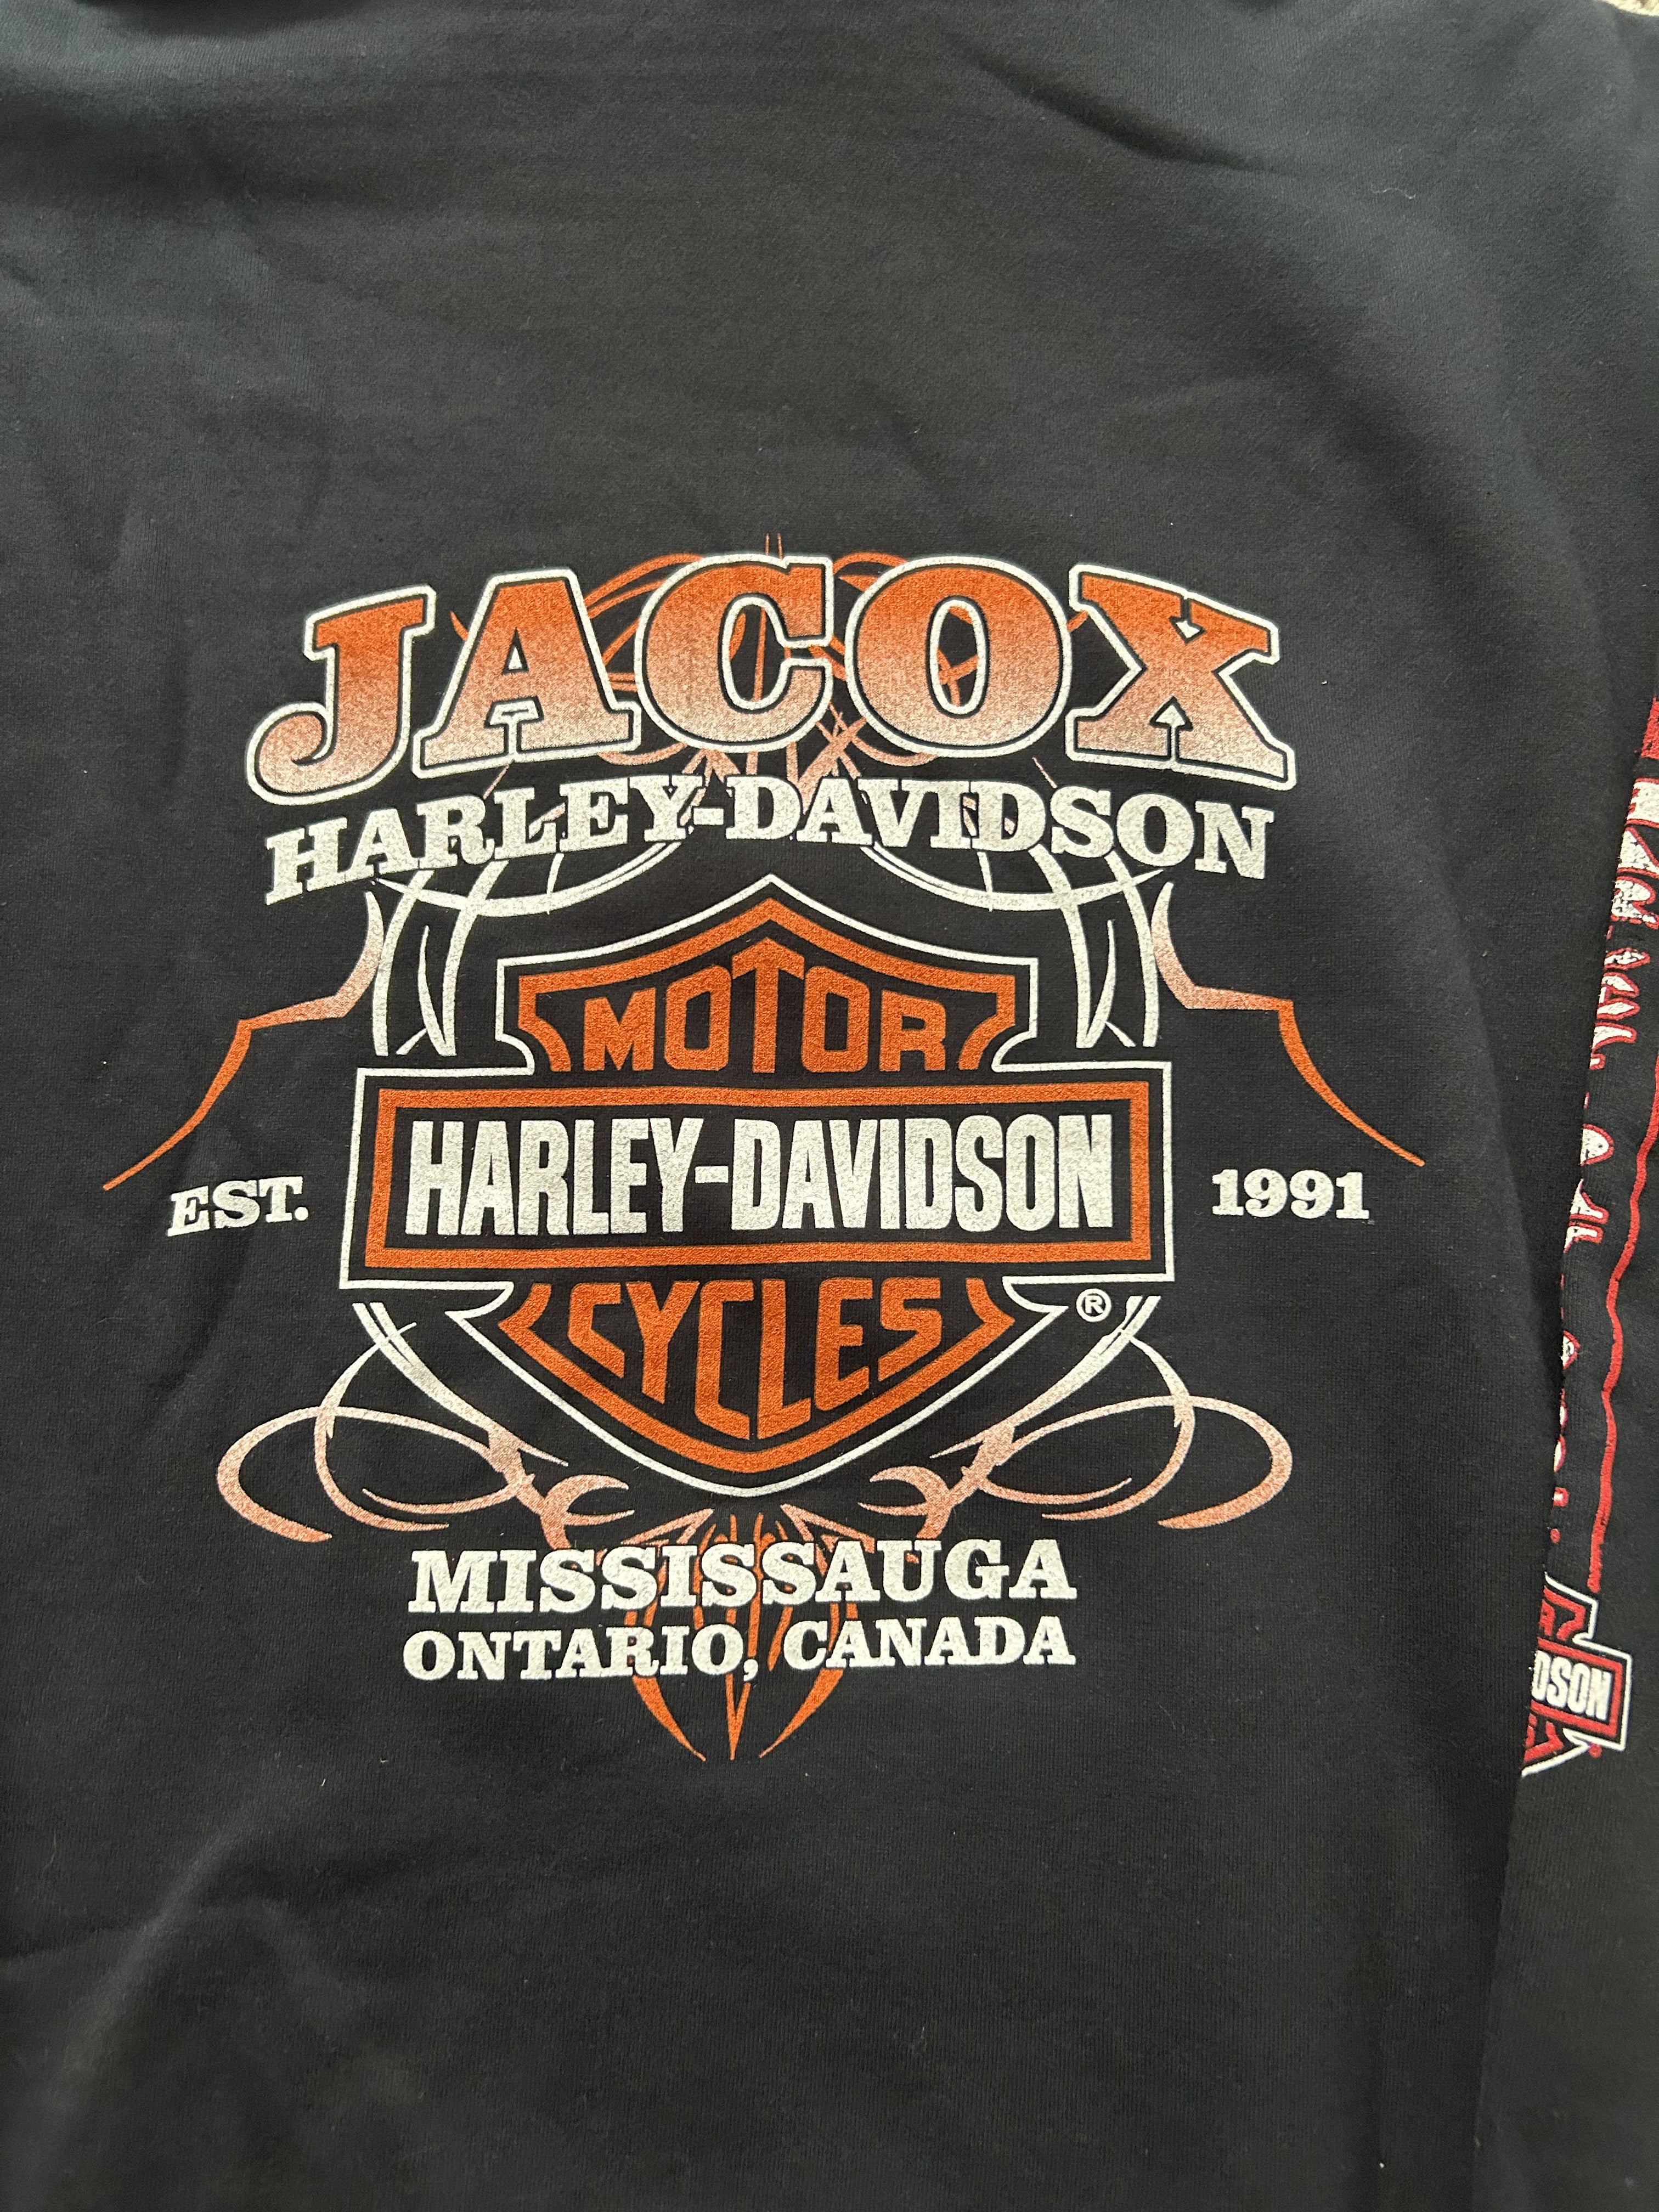 JACOX
HARLEY-DAVIDSON
MOTOR
HARLEY-DAVIDSON
CYCLES
®
EST. 1991
MISSISSAUGA
ONTARIO, CANADA